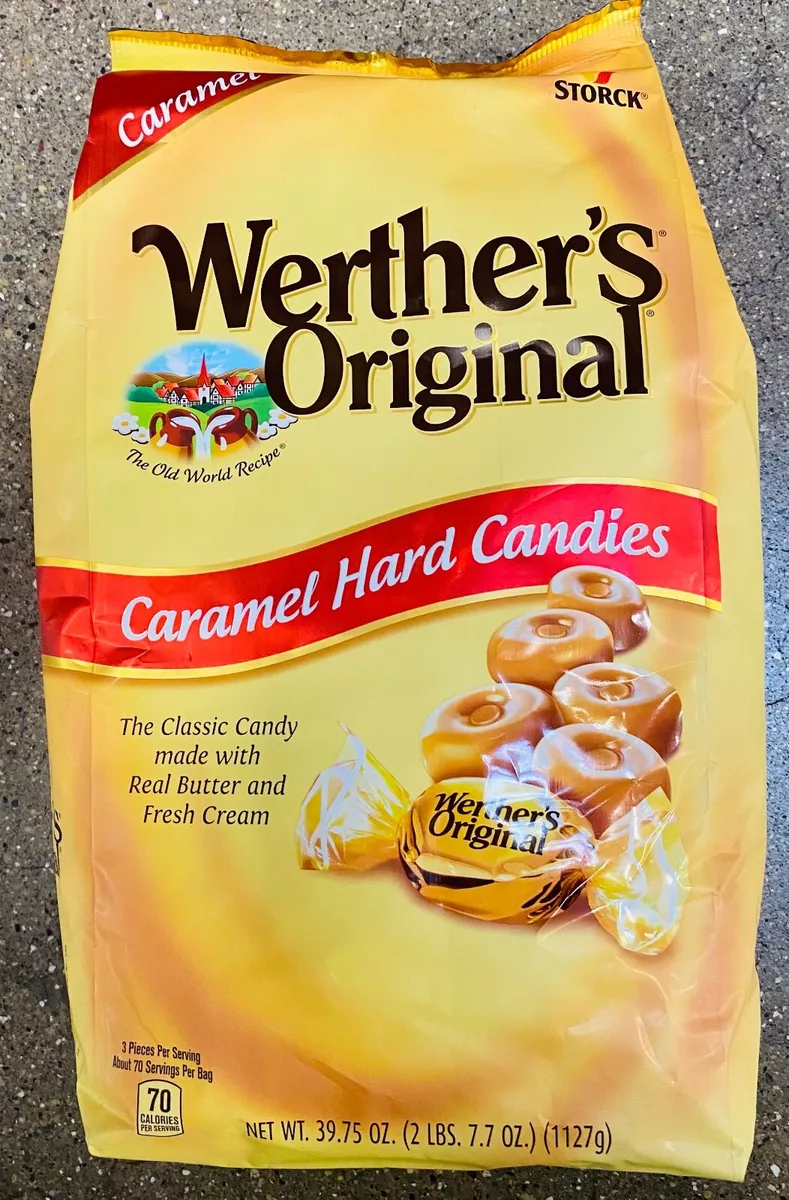 Caramel
STORCK®
Werther's®
Original®
The Old World Recipe®
Caramel Hard Candies
The Classic Candy
made with
Real Butter and
Fresh Cream
Werther's
Original
3 Pieces Per Serving
About 70 Servings Per Bag
70
CALORIES
PER SERVING
NET WT. 39.75 OZ. (2 LBS. 7.7 OZ.) (1127g)